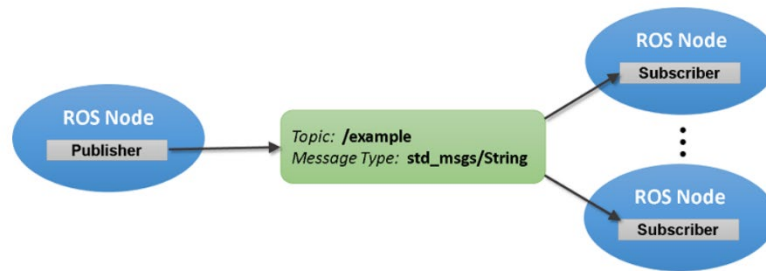 ROS Node
Publisher
Topic: /example
Message Type: std_msgs/String
ROS Node
Subscriber
ROS Node
Subscriber